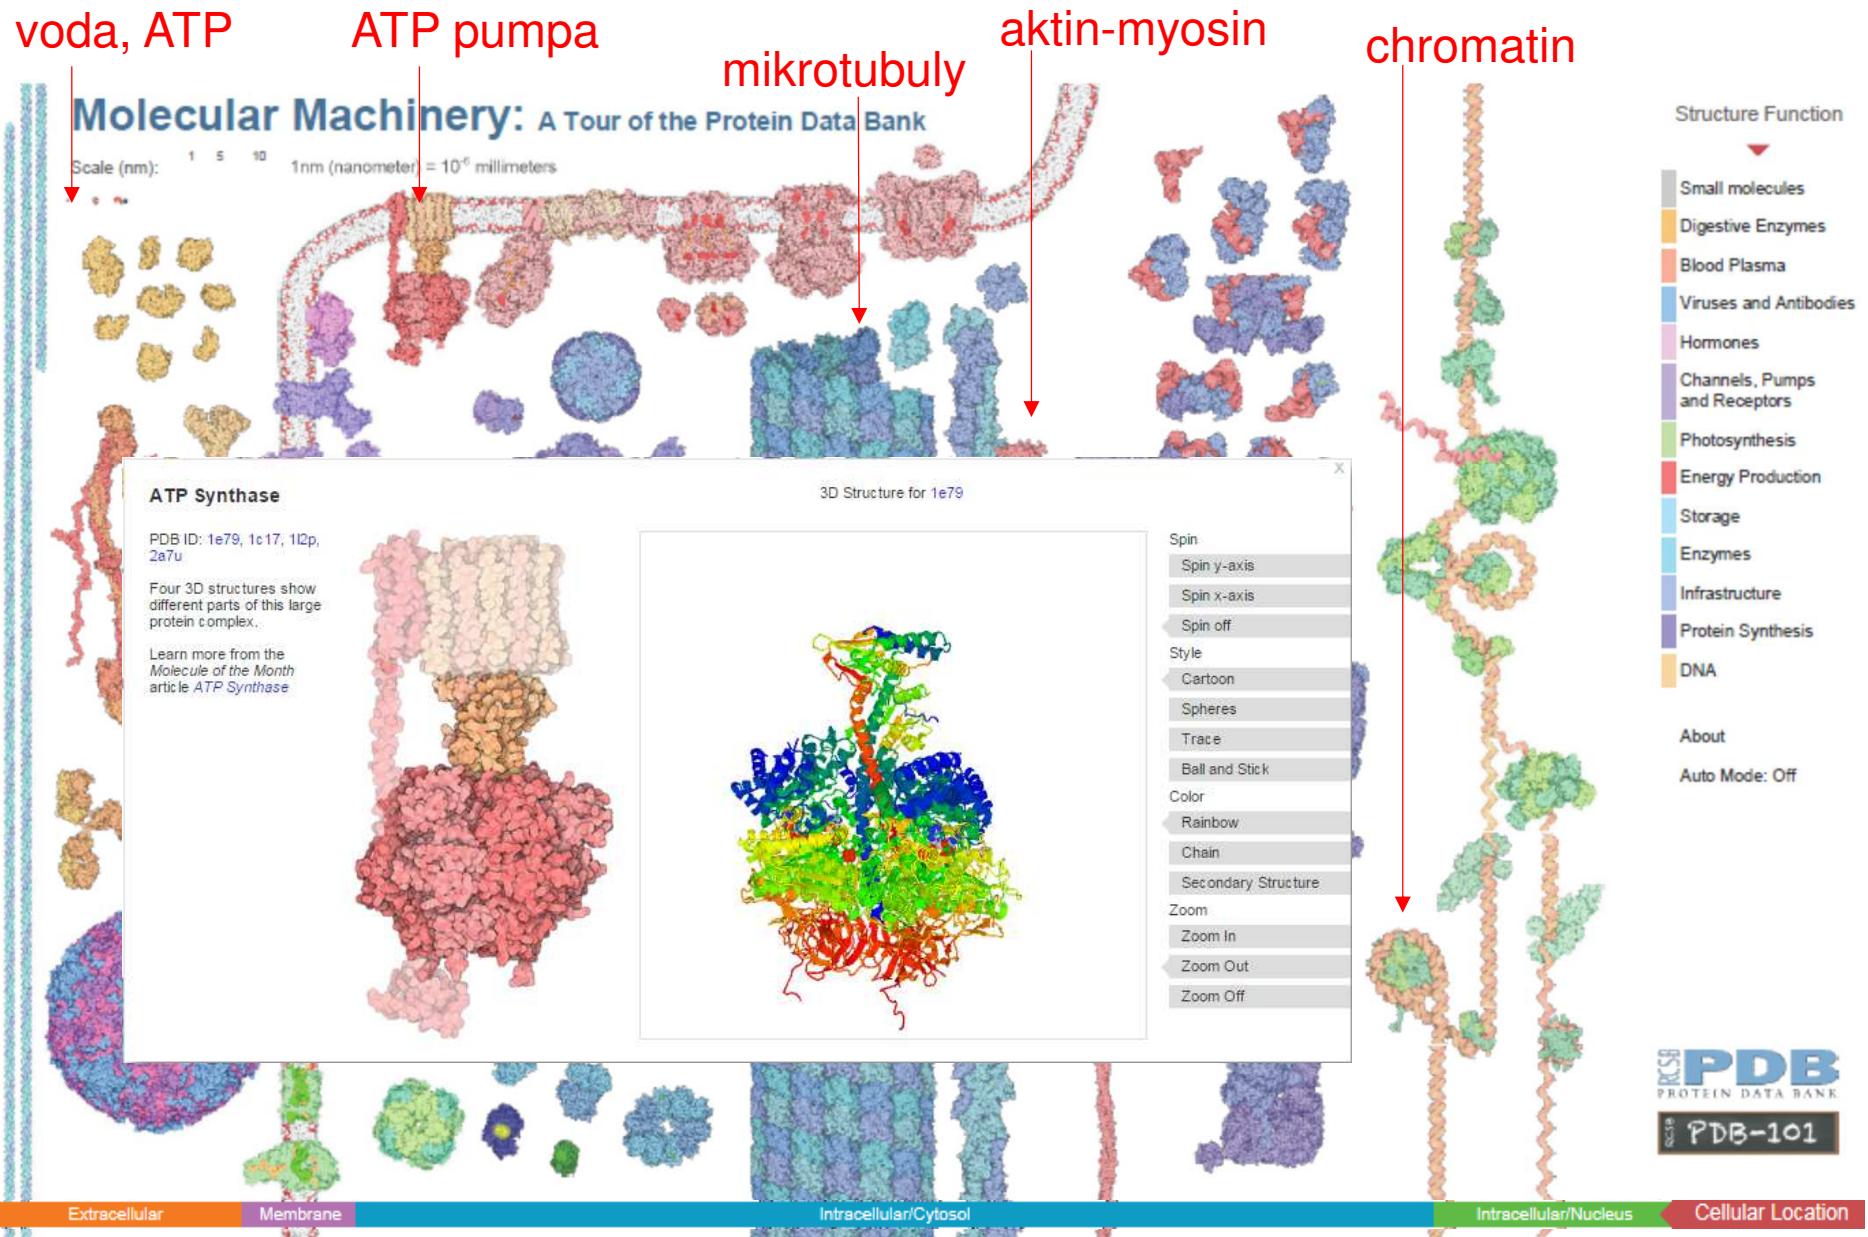 voda, ATP
ATP pumpa
mikrotubuly
aktin-myosin
chromatin
Molecular Machinery: A Tour of the Protein Data Bank
Scale (nm): 1 5 10 1nm (nanometer) = 10⁻⁶ millimeters
Structure Function
Small molecules
Digestive Enzymes
Blood Plasma
Viruses and Antibodies
Hormones
Channels, Pumps
and Receptors
Photosynthesis
Energy Production
Storage
Enzymes
Infrastructure
Protein Synthesis
DNA
About
Auto Mode: Off
X
ATP Synthase
PDB ID: 1e79, 1c17, 1l2p,
2a7u
Four 3D structures show
different parts of this large
protein complex.
Learn more from the
Molecule of the Month
article ATP Synthase
3D Structure for 1e79
Spin
Spin y-axis
Spin x-axis
Spin off
Style
Cartoon
Spheres
Trace
Ball and Stick
Color
Rainbow
Chain
Secondary Structure
Zoom
Zoom In
Zoom Out
Zoom Off
RCSB PDB
PROTEIN DATA BANK
RCSB PDB-101
Extracellular
Membrane
Intracellular/Cytosol
Intracellular/Nucleus
Cellular Location